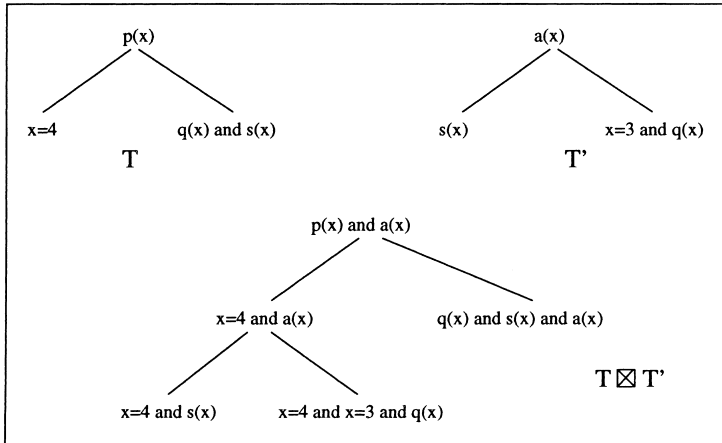 p(x) a(x)
x=4 q(x) and s(x) s(x) x=3 and q(x)
T T'
p(x) and a(x)
x=4 and a(x) q(x) and s(x) and a(x)
T ⊠ T'
x=4 and s(x) x=4 and x=3 and q(x)